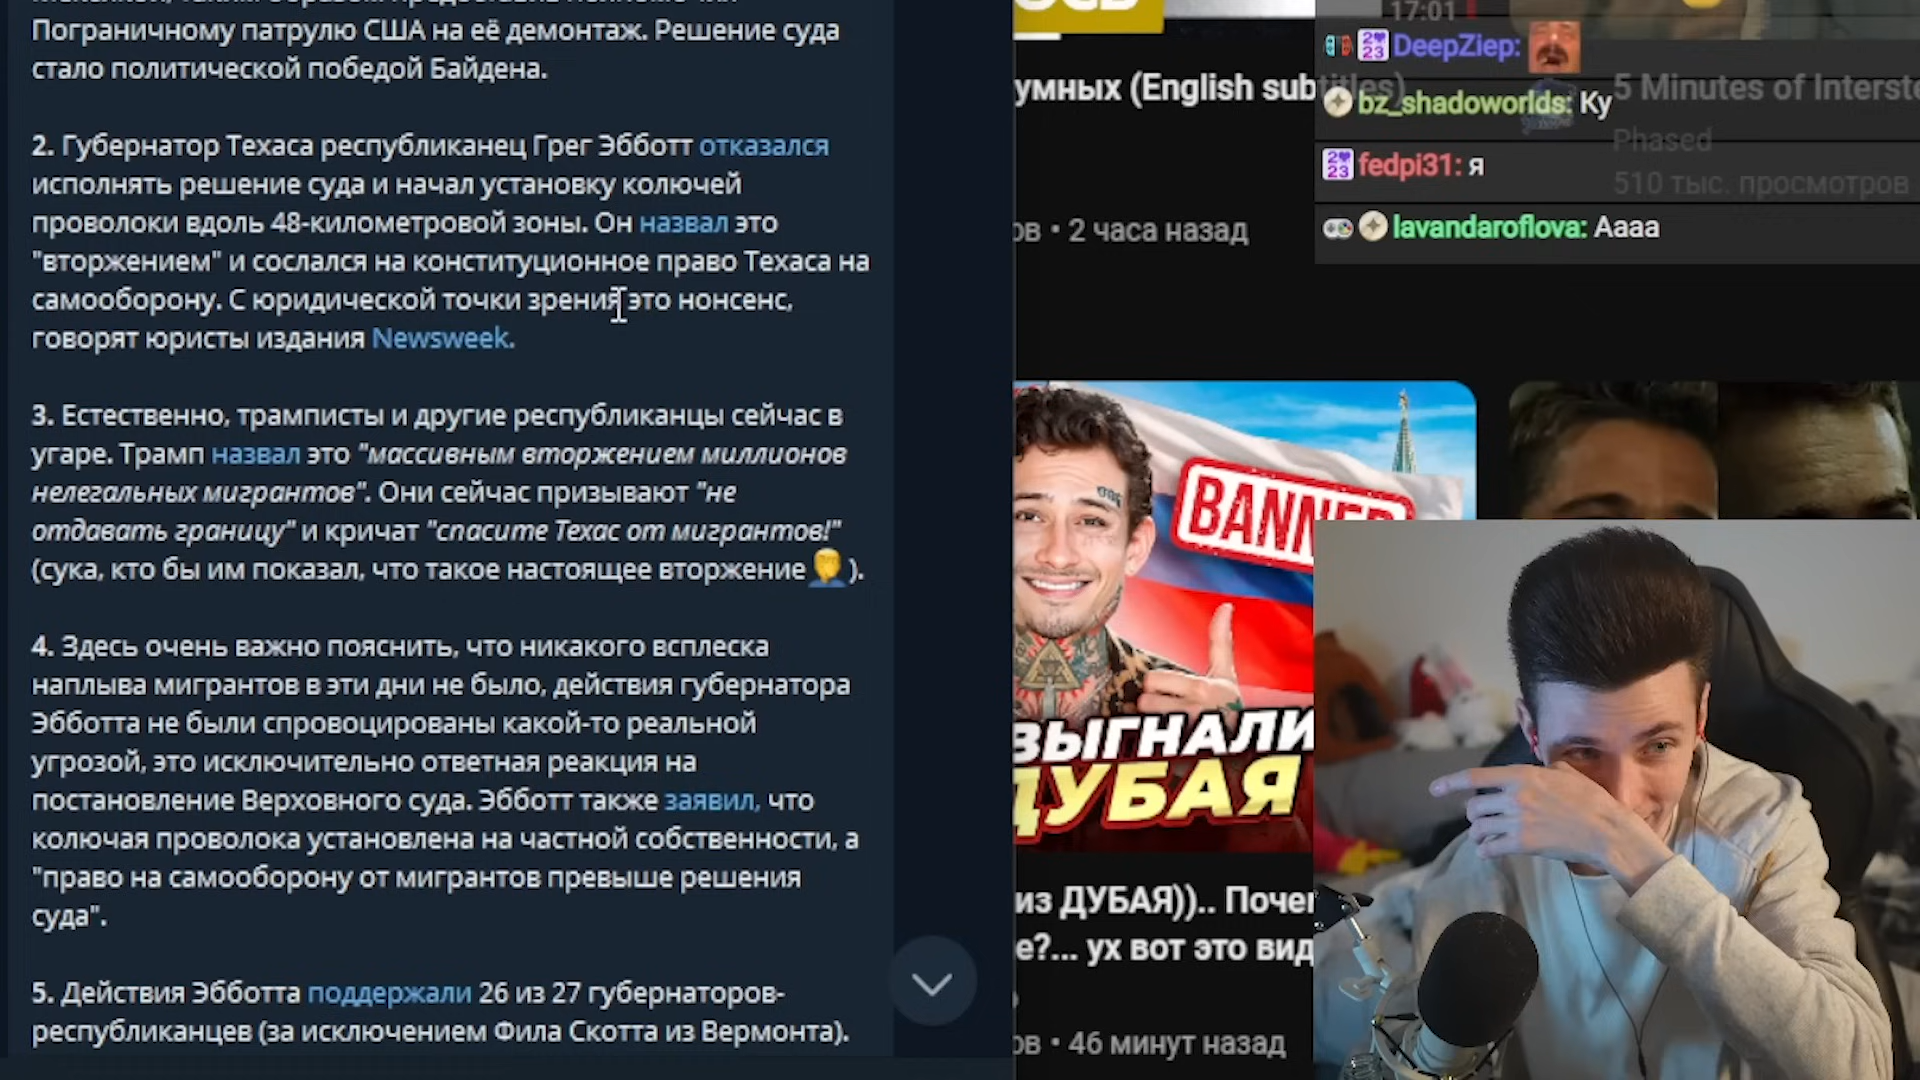 Пограничному патрулю США на её демонтаж. Решение суда
стало политической победой Байдена.
2. Губернатор Техаса республиканец Грег Эбботт отказался
исполнять решение суда и начал установку колючей
проволоки вдоль 48-километровой зоны. Он назвал это
"вторжением" и сослался на конституционное право Техаса на
самооборону. С юридической точки зрения это нонсенс,
говорят юристы издания Newsweek.
3. Естественно, трамписты и другие республиканцы сейчас в
угаре. Трамп назвал это "массивным вторжением миллионов
нелегальных мигрантов". Они сейчас призывают "не
отдавать границу" и кричат "спасите Техас от мигрантов!"
(сука, кто бы им показал, что такое настоящее вторжение🤦‍♂️).
4. Здесь очень важно пояснить, что никакого всплеска
наплыва мигрантов в эти дни не было, действия губернатора
Эбботта не были спровоцированы какой-то реальной
угрозой, это исключительно ответная реакция на
постановление Верховного суда. Эбботт также заявил, что
колючая проволока установлена на частной собственности, а
"право на самооборону от мигрантов превыше решения
суда".
5. Действия Эбботта поддержали 26 из 27 губернаторов-
республиканцев (за исключением Фила Скотта из Вермонта).
умных (English subtitles)
ов • 2 часа назад
BANNED
ВЫГНАЛИ
ДУБАЯ
из ДУБАЯ)).. Поче
е?... ух вот это вид
ов • 46 минут назад
17:01
2023 DeepZiep:
bz_shadoworlds: Ку
2023 fedpi31: я
lavandaroflova: Аааа
5 Minutes of Interst
Phased
510 тыс. просмотров